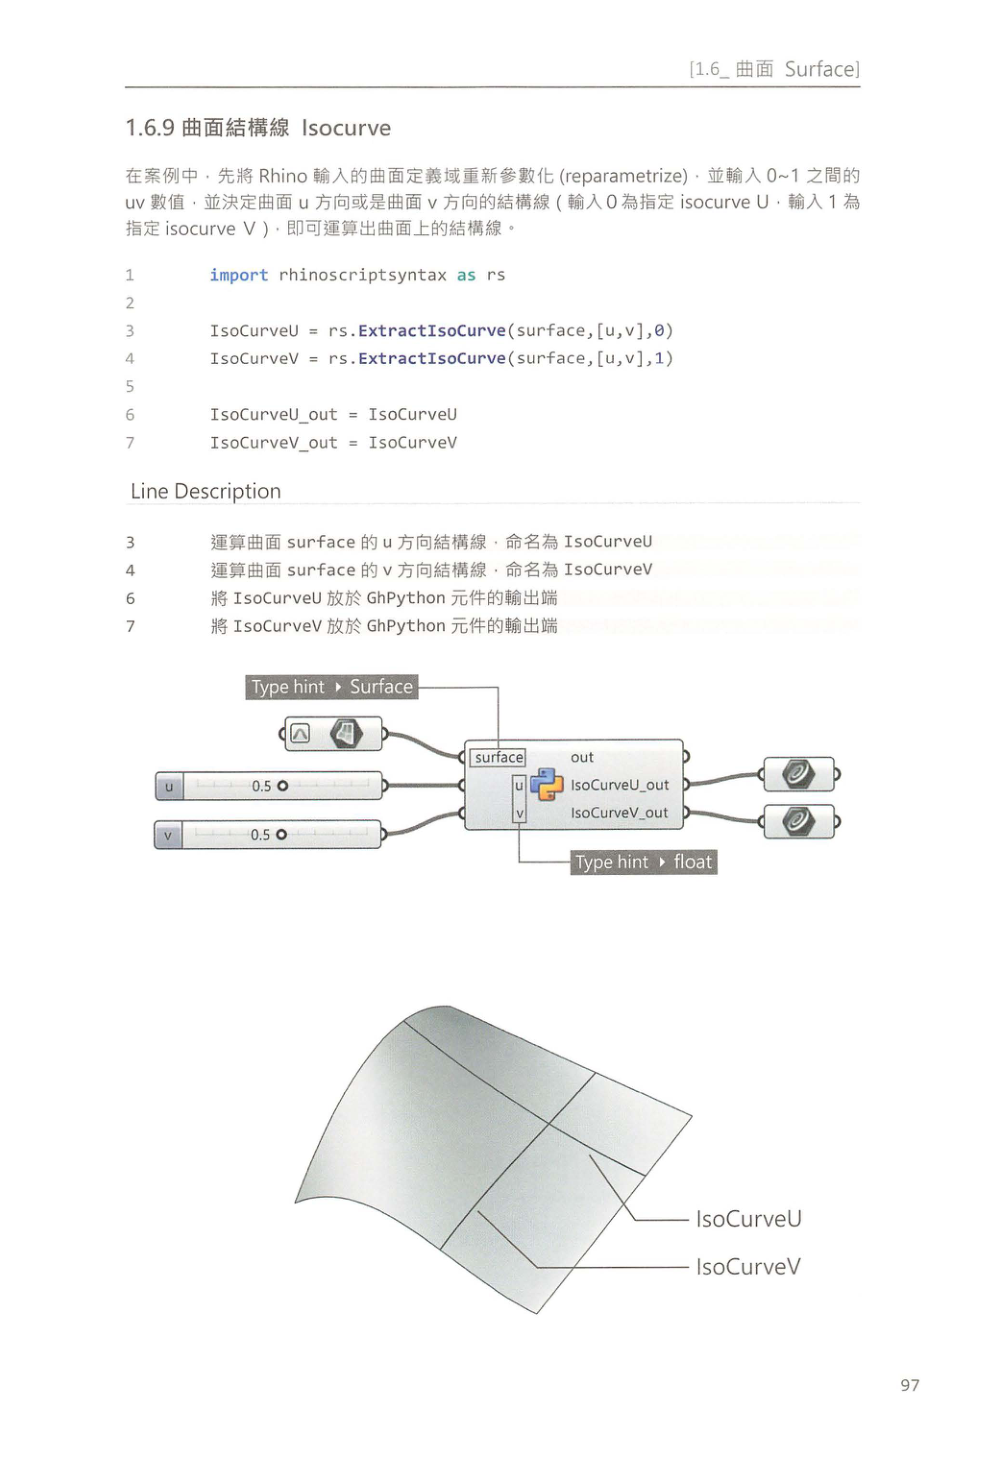 [1.6_ 曲面 Surface]
1.6.9 曲面結構線 Isocurve
在案例中，先將 Rhino 輸入的曲面定義域重新參數化 (reparametrize)，並輸入 0~1 之間的
uv 數值，並決定曲面 u 方向或是曲面 v 方向的結構線 ( 輸入 0 為指定 isocurve U，輸入 1 為
指定 isocurve V )，即可運算出曲面上的結構線。
1 import rhinoscriptsyntax as rs
2
3 IsoCurveU = rs.ExtractIsoCurve(surface,[u,v],0)
4 IsoCurveV = rs.ExtractIsoCurve(surface,[u,v],1)
5
6 IsoCurveU_out = IsoCurveU
7 IsoCurveV_out = IsoCurveV
Line Description
3 運算曲面 surface 的 u 方向結構線，命名為 IsoCurveU
4 運算曲面 surface 的 v 方向結構線，命名為 IsoCurveV
6 將 IsoCurveU 放於 GhPython 元件的輸出端
7 將 IsoCurveV 放於 GhPython 元件的輸出端
Type hint ‣ Surface
surface out
u 0.5
u IsoCurveU_out
v IsoCurveV_out
v 0.5
Type hint ‣ float
IsoCurveU
IsoCurveV
97